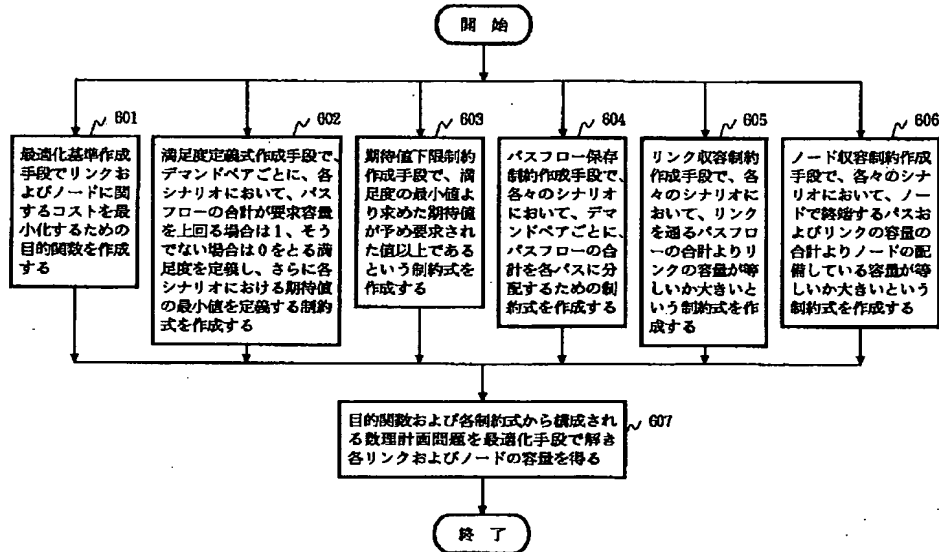 開 始
601
最適化基準作成
手段でリンクお
よびノードに関
するコストを最
小化するための
目的関数を作成
する
602
満足度定義式作成手段で、
デマンドペアごとに、各
シナリオにおいて、パス
フローの合計が要求容量
を上回る場合は1、そう
でない場合は0をとる満
足度を定義し、さらに各
シナリオにおける期待値
の最小値を定義する制約
式を作成する
603
期待値下限制約
作成手段で、満
足度の最小値よ
り求めた期待値
が予め要求され
た値以上である
という制約式を
作成する
604
パスフロー保存
制約作成手段で、
各々のシナリオ
において、デマ
ンドペアごとに、
パスフローの合
計を各パスに分
配するための制
約式を作成する
605
リンク収容制約
作成手段で、各
々のシナリオに
おいて、リンク
を通るパスフロ
ーの合計よりリ
ンクの容量が等
しいか大きいと
いう制約式を作
成する
606
ノード収容制約作成
手段で、各々のシナ
リオにおいて、ノー
ドで終始するパスお
よびリンクの容量の
合計よりノードの配
備している容量が等
しいか大きいという
制約式を作成する
607
目的関数および各制約式から構成され
る数理計画問題を最適化手段で解き
各リンクおよびノードの容量を得る
終 了